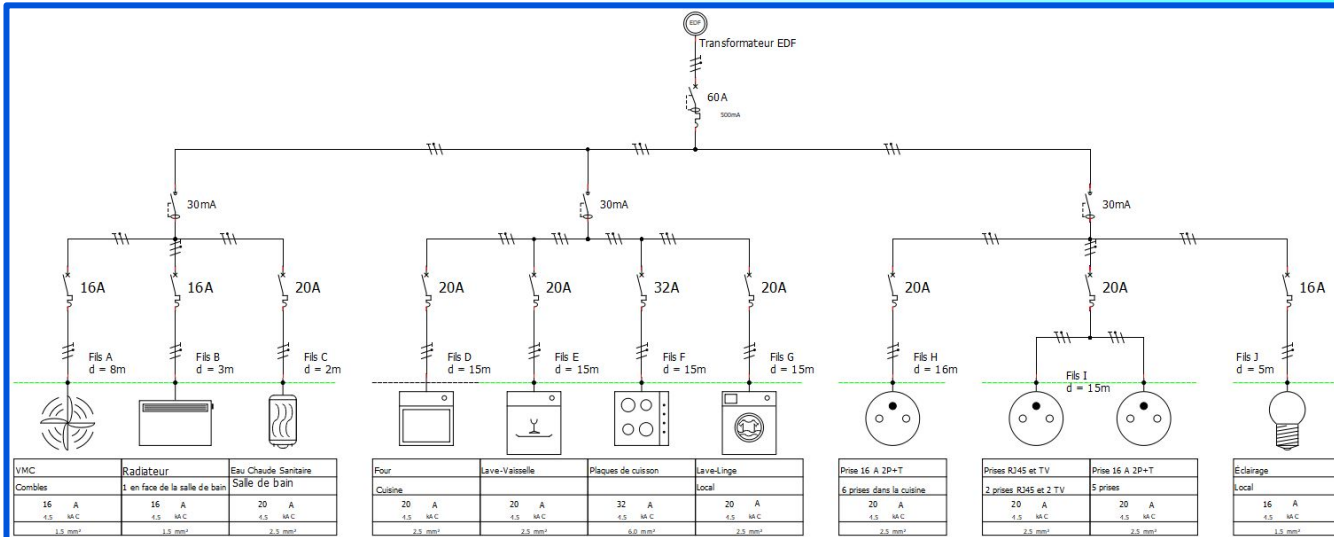 EDF
Transformateur EDF
60A
500mA
30mA
30mA
30mA
16A
16A
20A
20A
20A
32A
20A
20A
20A
16A
Fils A
d = 8m
Fils B
d = 3m
Fils C
d = 2m
Fils D
d = 15m
Fils E
d = 15m
Fils F
d = 15m
Fils G
d = 15m
Fils H
d = 16m
Fils I
d = 15m
Fils J
d = 5m
VMC
Combles
16 A
4,5 kA C
1.5 mm²
Radiateur
1 en face de la salle de bain
16 A
4,5 kA C
1.5 mm²
Eau Chaude Sanitaire
Salle de bain
20 A
4,5 kA C
2.5 mm²
Four
Cuisine
20 A
4,5 kA C
2.5 mm²
Lave-Vaisselle
20 A
4,5 kA C
2.5 mm²
Plaques de cuisson
32 A
4,5 kA C
6.0 mm²
Lave-Linge
Local
20 A
4,5 kA C
2.5 mm²
Prise 16 A 2P+T
6 prises dans la cuisine
20 A
4,5 kA C
2.5 mm²
Prises RJ45 et TV
2 prises RJ45 et 2 TV
20 A
4,5 kA C
2.5 mm²
Prise 16 A 2P+T
5 prises
20 A
4,5 kA C
2.5 mm²
Éclairage
Local
16 A
4,5 kA C
1.5 mm²